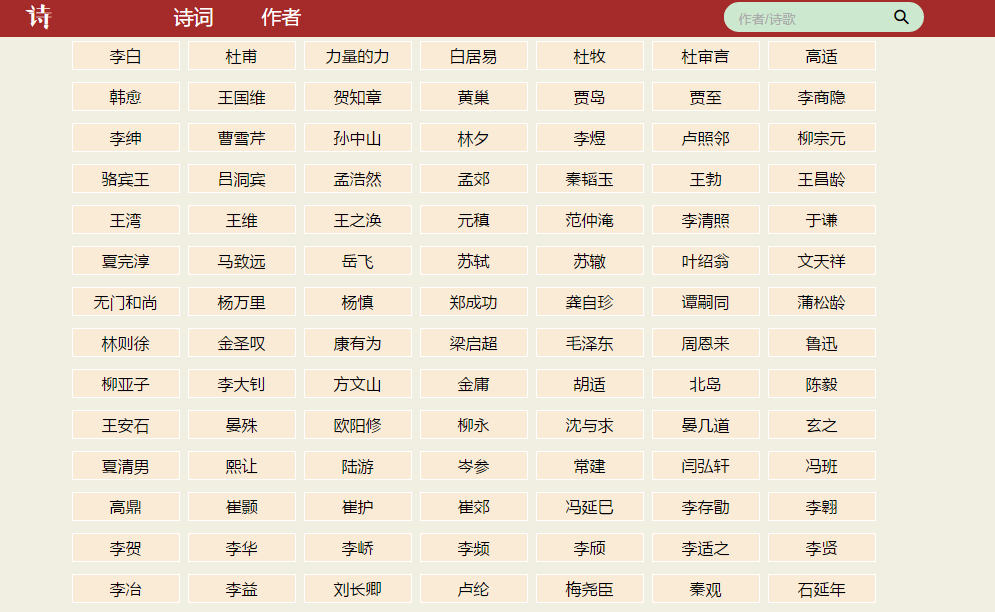 诗 诗词 作者 作者/诗歌
李白 杜甫 力量的力 白居易 杜牧 杜审言 高适
韩愈 王国维 贺知章 黄巢 贾岛 贾至 李商隐
李绅 曹雪芹 孙中山 林夕 李煜 卢照邻 柳宗元
骆宾王 吕洞宾 孟浩然 孟郊 秦韬玉 王勃 王昌龄
王湾 王维 王之涣 元稹 范仲淹 李清照 于谦
夏完淳 马致远 岳飞 苏轼 苏辙 叶绍翁 文天祥
无门和尚 杨万里 杨慎 郑成功 龚自珍 谭嗣同 蒲松龄
林则徐 金圣叹 康有为 梁启超 毛泽东 周恩来 鲁迅
柳亚子 李大钊 方文山 金庸 胡适 北岛 陈毅
王安石 晏殊 欧阳修 柳永 沈与求 晏几道 玄之
夏清男 熙让 陆游 岑参 常建 闫弘轩 冯班
高鼎 崔颢 崔护 崔郊 冯延巳 李存勖 李翱
李贺 李华 李峤 李频 李颀 李适之 李贤
李冶 李益 刘长卿 卢纶 梅尧臣 秦观 石延年